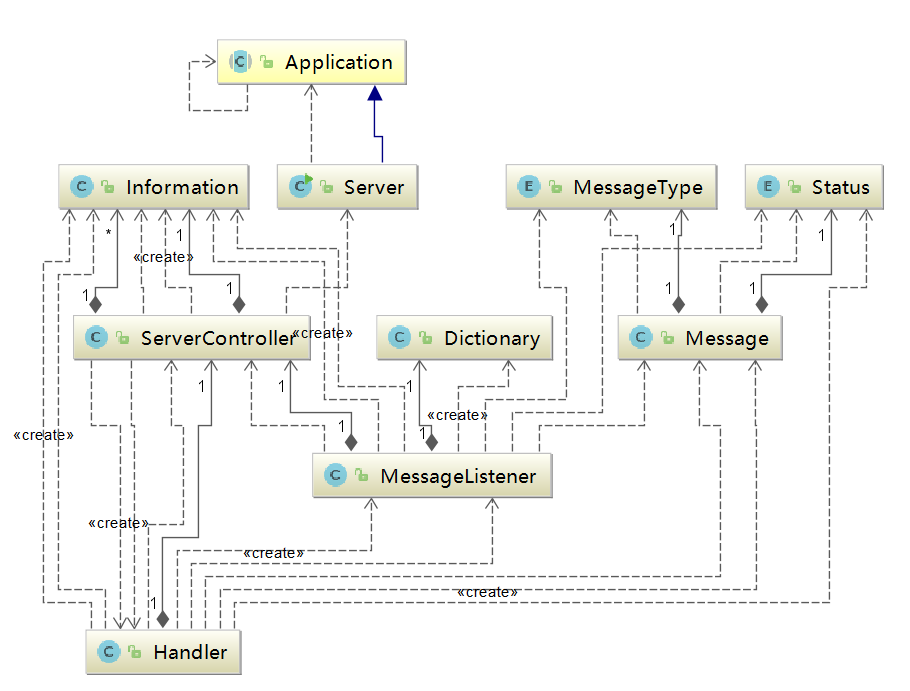 C Application
C Information
C Server
E MessageType
E Status
* 1 1
1
«create»
1 1 1 1
C ServerController
«create»
C Dictionary
C Message
1 1 1
«create»
1 1
«create»
C MessageListener
«create»
«create»
«create»
1
C Handler